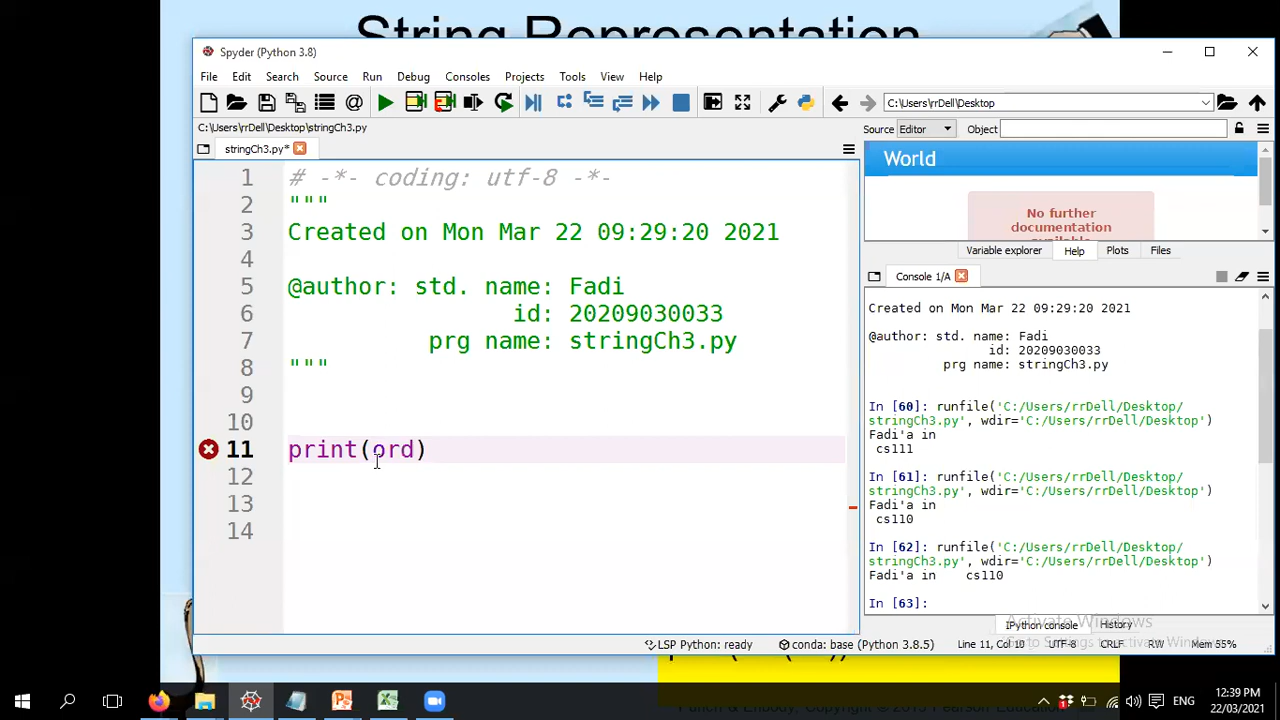 String Representation
Spyder (Python 3.8)
File Edit Search Source Run Debug Consoles Projects Tools View Help
C:\Users\rrDell\Desktop
C:\Users\rrDell\Desktop\stringCh3.py
Source Editor Object
stringCh3.py*
World
No further
documentation
1 # -*- coding: utf-8 -*-
2 """
3 Created on Mon Mar 22 09:29:20 2021
4
5 @author: std. name: Fadi
6 id: 20209030033
7 prg name: stringCh3.py
8 """
9
10
11 print(ord)
12
13
14
Variable explorer Help Plots Files
Console 1/A
Created on Mon Mar 22 09:29:20 2021
@author: std. name: Fadi
id: 20209030033
prg name: stringCh3.py
In [60]: runfile('C:/Users/rrDell/Desktop/
stringCh3.py', wdir='C:/Users/rrDell/Desktop')
Fadi'a in
cs111
In [61]: runfile('C:/Users/rrDell/Desktop/
stringCh3.py', wdir='C:/Users/rrDell/Desktop')
Fadi'a in
cs110
In [62]: runfile('C:/Users/rrDell/Desktop/
stringCh3.py', wdir='C:/Users/rrDell/Desktop')
Fadi'a in cs110
In [63]:
Activate Windows
Go to Settings to activate Windows.
IPython console History
LSP Python: ready conda: base (Python 3.8.5) Line 11, Col 10 UTF-8 CRLF RW Mem 55%
ENG
12:39 PM
22/03/2021